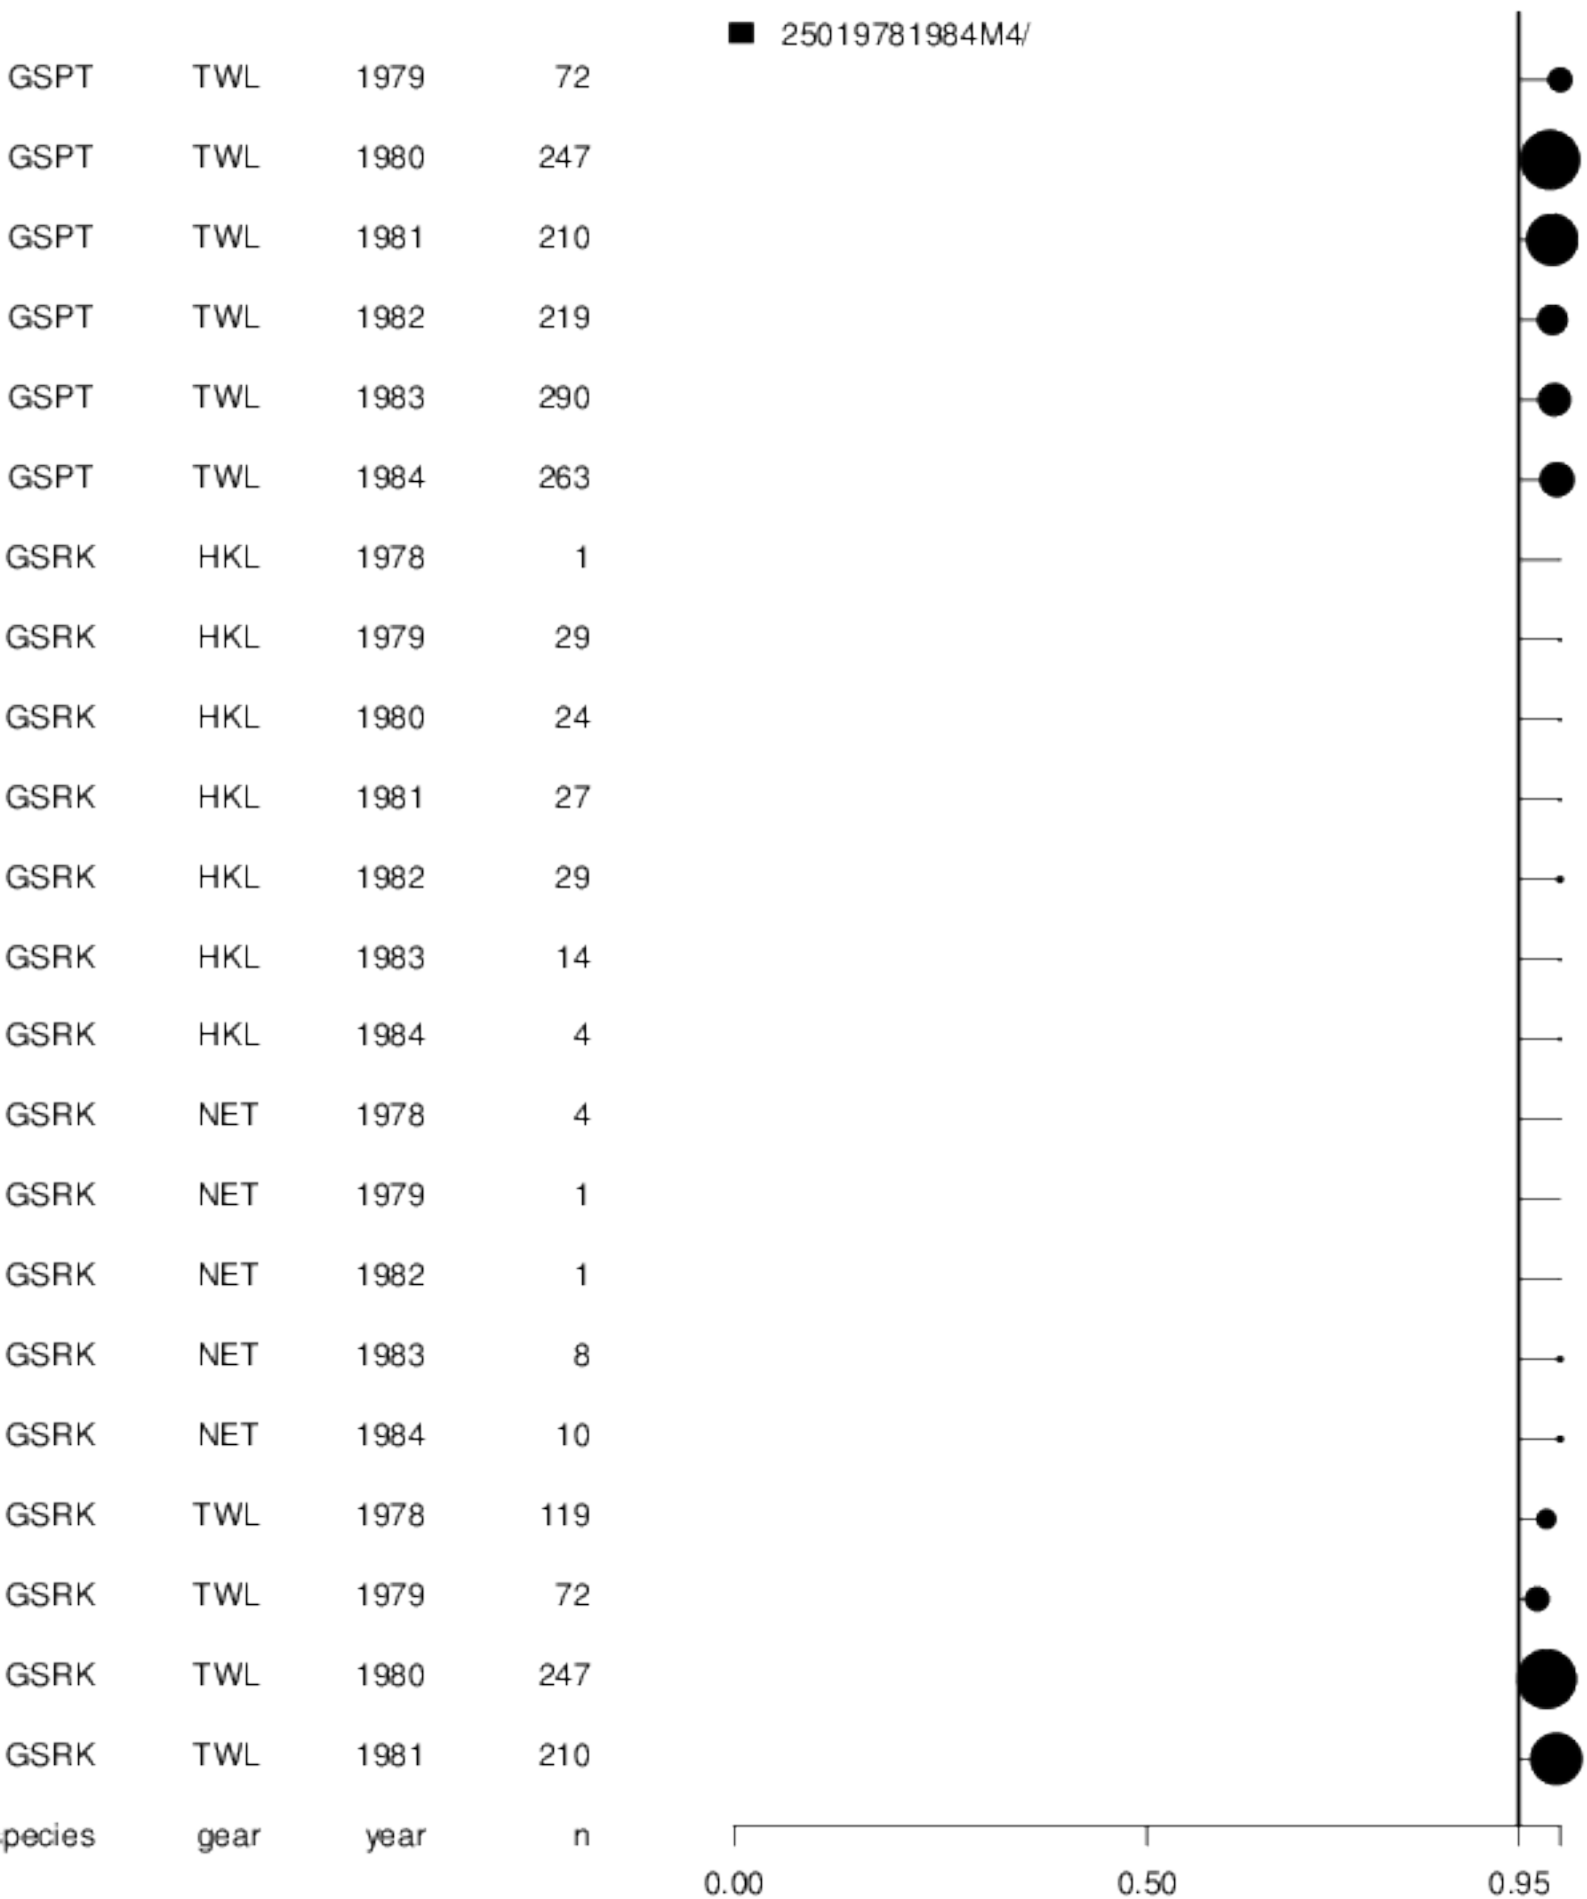 25019781984M4/
GSPT TWL 1979 72
GSPT TWL 1980 247
GSPT TWL 1981 210
GSPT TWL 1982 219
GSPT TWL 1983 290
GSPT TWL 1984 263
GSRK HKL 1978 1
GSRK HKL 1979 29
GSRK HKL 1980 24
GSRK HKL 1981 27
GSRK HKL 1982 29
GSRK HKL 1983 14
GSRK HKL 1984 4
GSRK NET 1978 4
GSRK NET 1979 1
GSRK NET 1982 1
GSRK NET 1983 8
GSRK NET 1984 10
GSRK TWL 1978 119
GSRK TWL 1979 72
GSRK TWL 1980 247
GSRK TWL 1981 210
pecies gear year n
0.00 0.50 0.95